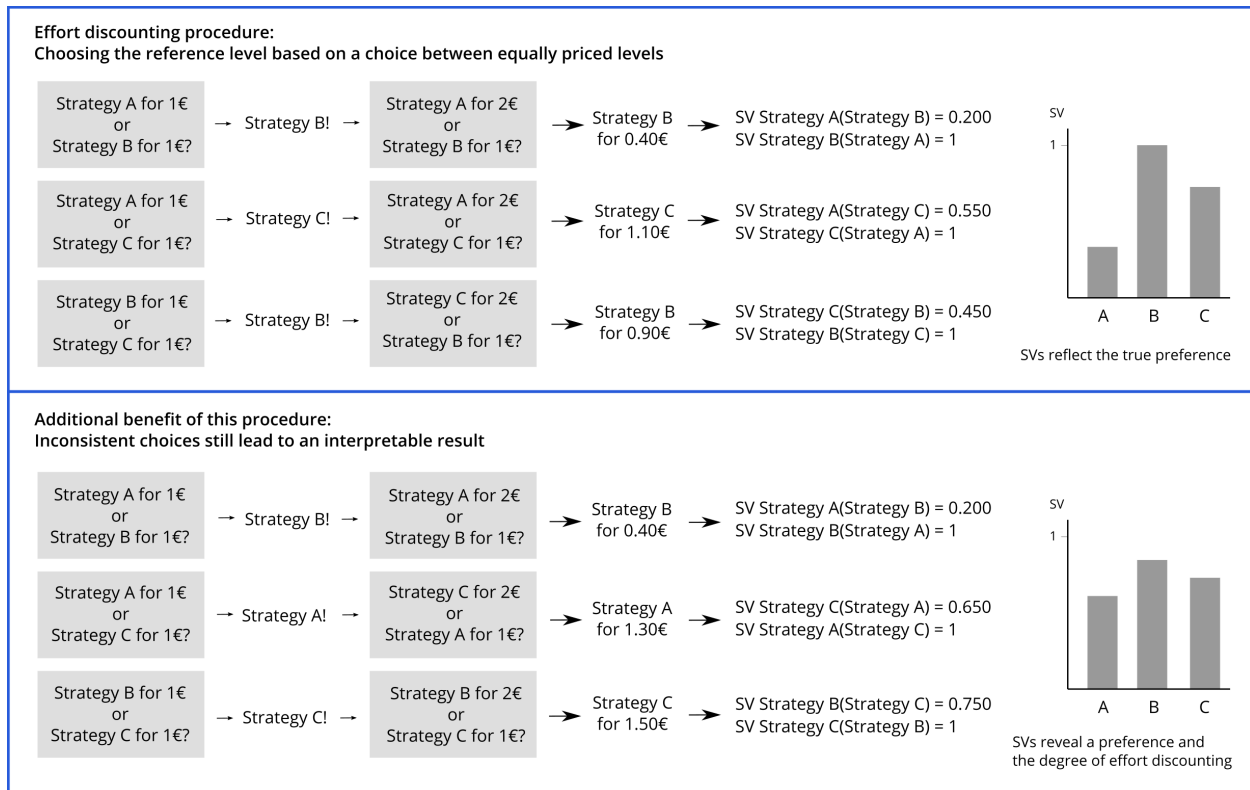 Effort discounting procedure:
Choosing the reference level based on a choice between equally priced levels
Strategy A for 1€
or
Strategy B for 1€?
Strategy B!
Strategy A for 2€
or
Strategy B for 1€?
Strategy B
for 0.40€
SV Strategy A(Strategy B) = 0.200
SV Strategy B(Strategy A) = 1
Strategy A for 1€
or
Strategy C for 1€?
Strategy C!
Strategy A for 2€
or
Strategy C for 1€?
Strategy C
for 1.10€
SV Strategy A(Strategy C) = 0.550
SV Strategy C(Strategy A) = 1
Strategy B for 1€
or
Strategy C for 1€?
Strategy B!
Strategy C for 2€
or
Strategy B for 1€?
Strategy B
for 0.90€
SV Strategy C(Strategy B) = 0.450
SV Strategy B(Strategy C) = 1
SV
1
A B C
SVs reflect the true preference
Additional benefit of this procedure:
Inconsistent choices still lead to an interpretable result
Strategy A for 1€
or
Strategy B for 1€?
Strategy B!
Strategy A for 2€
or
Strategy B for 1€?
Strategy B
for 0.40€
SV Strategy A(Strategy B) = 0.200
SV Strategy B(Strategy A) = 1
Strategy A for 1€
or
Strategy C for 1€?
Strategy A!
Strategy C for 2€
or
Strategy A for 1€?
Strategy A
for 1.30€
SV Strategy C(Strategy A) = 0.650
SV Strategy A(Strategy C) = 1
Strategy B for 1€
or
Strategy C for 1€?
Strategy C!
Strategy B for 2€
or
Strategy C for 1€?
Strategy C
for 1.50€
SV Strategy B(Strategy C) = 0.750
SV Strategy C(Strategy B) = 1
SV
1
A B C
SVs reveal a preference and
the degree of effort discounting